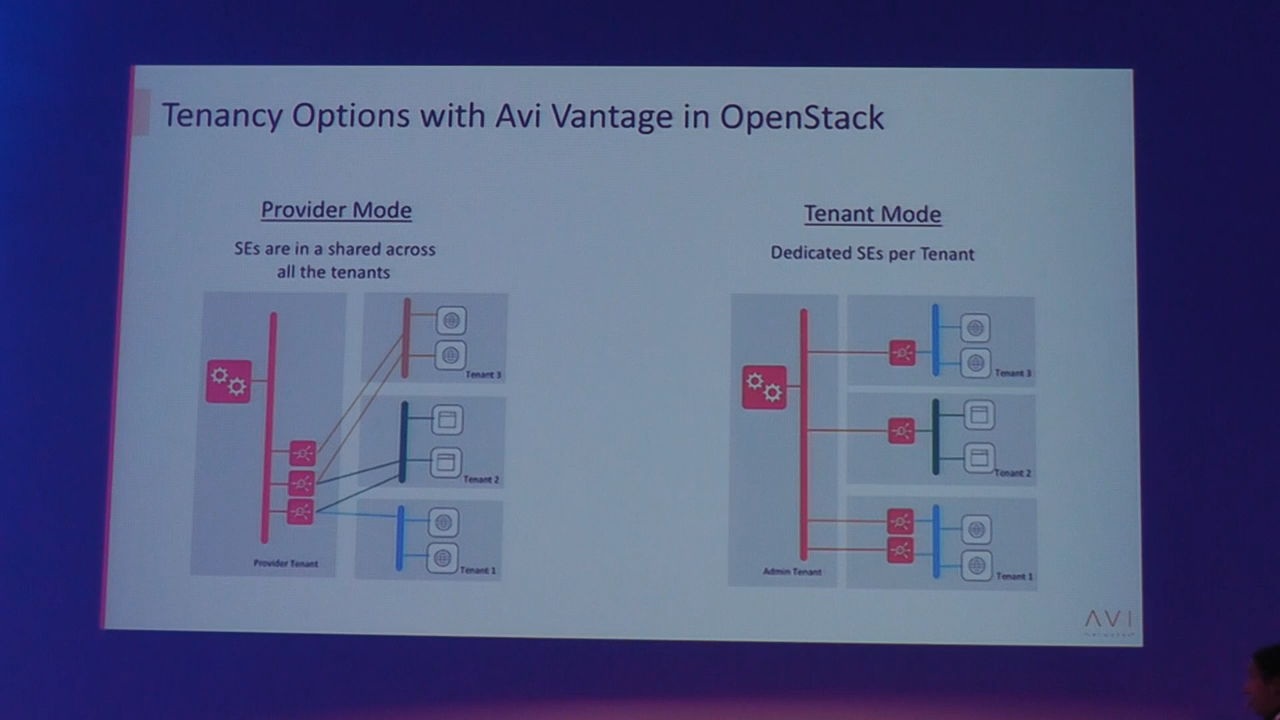 Tenancy Options with Avi Vantage in OpenStack
Provider Mode
SEs are in a shared across
all the tenants
Tenant 3
Tenant 2
Tenant 1
Provider Tenant
Tenant Mode
Dedicated SEs per Tenant
Tenant 3
Tenant 2
Tenant 1
Admin Tenant
AVI
Networks